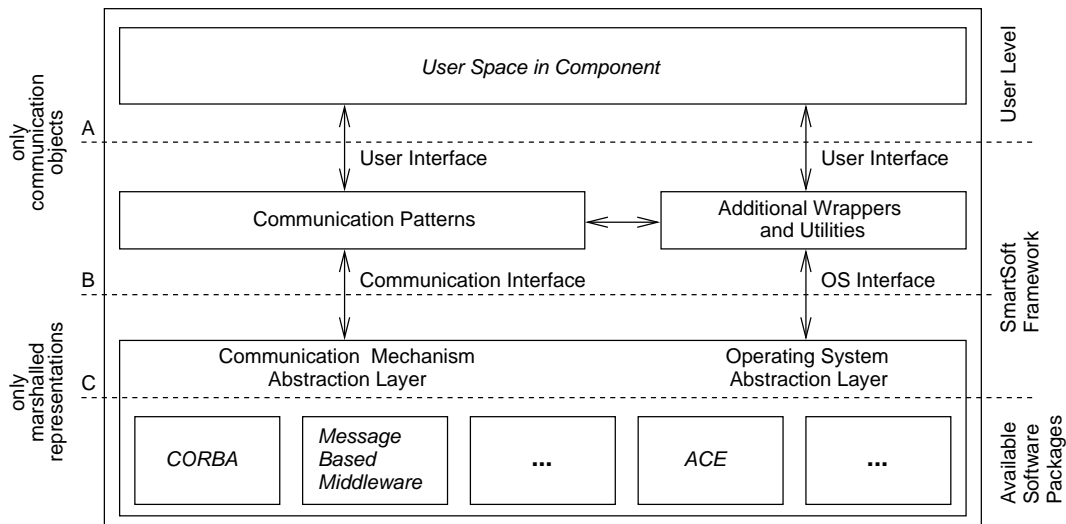 User Space in Component
only
communication
objects
A
User Level
User Interface
User Interface
Communication Patterns
Additional Wrappers
and Utilities
B
Communication Interface
OS Interface
SmartSoft
Framework
only
marshalled
representations
Communication Mechanism
Abstraction Layer
Operating System
Abstraction Layer
C
CORBA
Message
Based
Middleware
...
ACE
...
Available
Software
Packages